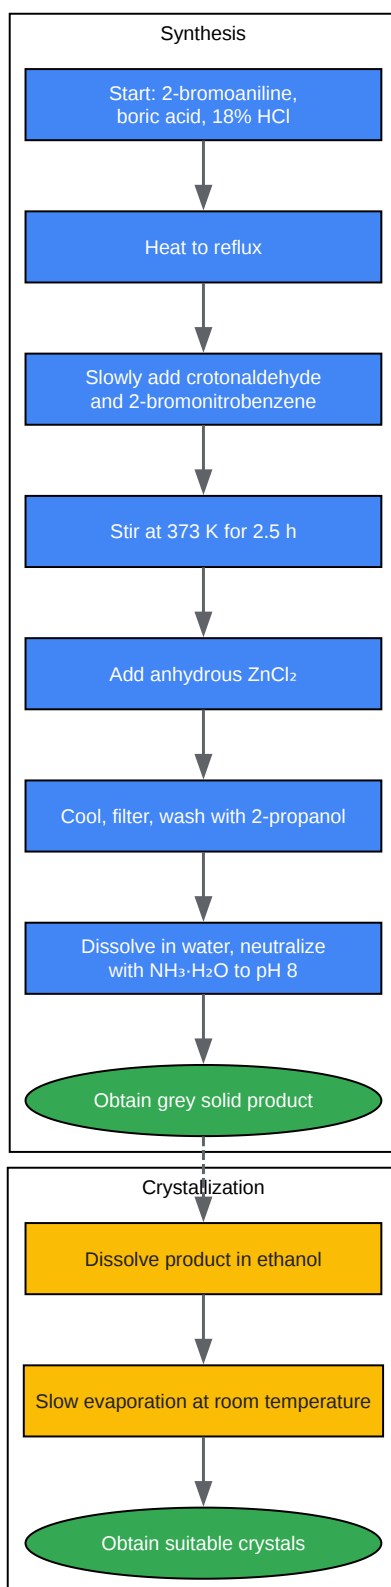 Synthesis
Start: 2-bromoaniline,
boric acid, 18% HCl
Heat to reflux
Slowly add crotonaldehyde
and 2-bromonitrobenzene
Stir at 373 K for 2.5 h
Add anhydrous ZnCl₂
Cool, filter, wash with 2-propanol
Dissolve in water, neutralize
with NH₃·H₂O to pH 8
Obtain grey solid product
Crystallization
Dissolve product in ethanol
Slow evaporation at room temperature
Obtain suitable crystals